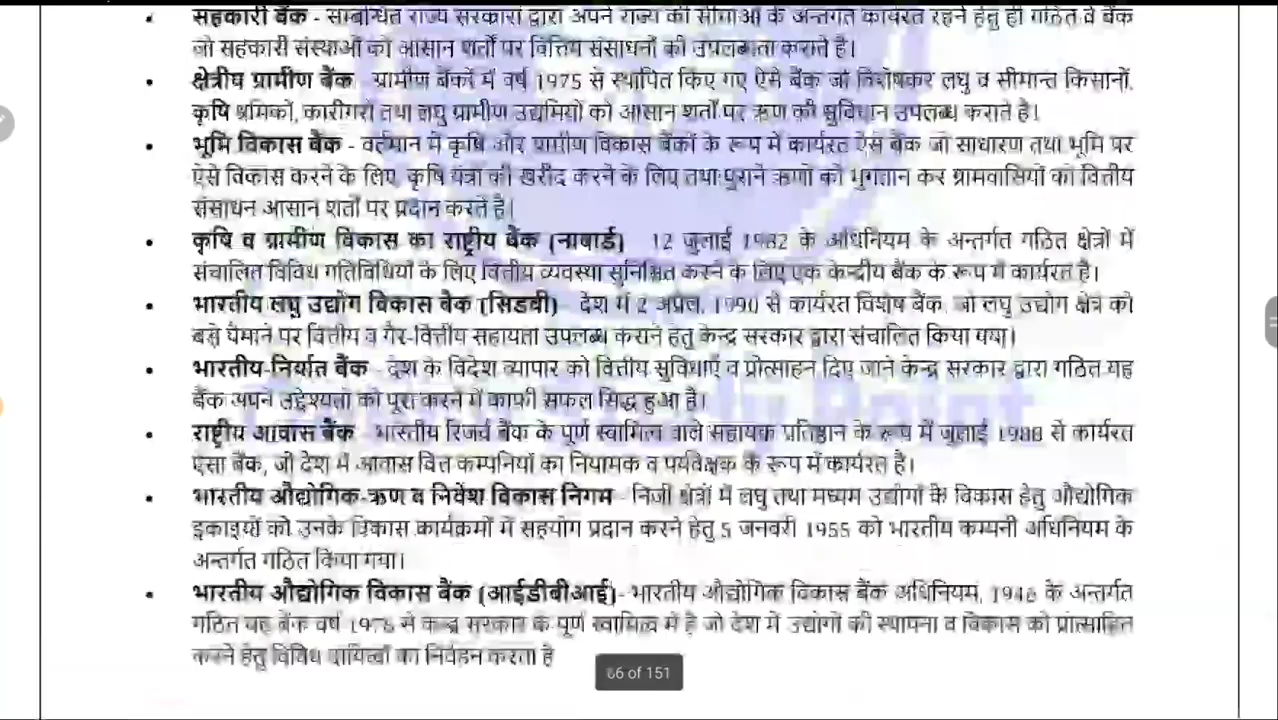 सहकारी बैंक - सम्बन्धित राज्य सरकारों द्वारा अपने राज्य की सीमाओं के अन्तर्गत कार्यरत रहने हेतु ही गठित वे बैंक
जो सहकारी संस्थाओं को आसान शर्तों पर वित्तिय संसाधनों की उपलब्धता कराते है।
क्षेत्रीय ग्रामीण बैंक - ग्रामीण बैंकों में वर्ष 1975 से स्थापित किए गए ऐसे बैंक जो विशेषकर लघु व सीमान्त किसानों,
कृषि श्रमिकों, कारीगरों तथा लघु ग्रामीण उद्यमियों को आसान शर्तों पर ऋण की सुविधान उपलब्ध कराते है।
भूमि विकास बैंक - वर्तमान में कृषि और ग्रामीण विकास बैंकों के रूप में कार्यरत ऐसे बैंक जो साधारण तथा भूमि पर
ऐसे विकास करने के लिए, कृषि यंत्रों की खरीद करने के लिए तथा पुराने ऋणों को भुगतान कर ग्रामवासियों को वित्तीय
संसाधन आसान शर्तों पर प्रदान करते है।
कृषि व ग्रामीण विकास का राष्ट्रीय बैंक (नाबार्ड) - 12 जुलाई 1982 के अधिनियम के अन्तर्गत गठित क्षेत्रों में
संचालित विविध गतिविधियों के लिए वित्तीय व्यवस्था सुनिश्चित करने के लिए एक केन्द्रीय बैंक के रूप में कार्यरत है।
भारतीय लघु उद्योग विकास बैंक (सिडबी) - देश में 2 अप्रैल, 1990 से कार्यरत विशेष बैंक, जो लघु उद्योग क्षेत्र को
बसे पैमाने पर वित्तीय व गैर-वित्तीय सहायता उपलब्ध कराने हेतु केन्द्र सरकार द्वारा संचालित किया गया।
भारतीय-निर्यात बैंक - देश के विदेश व्यापार को वित्तीय सुविधाएँ व प्रोत्साहन दिए जाने केन्द्र सरकार द्वारा गठित यह
बैंक अपने उद्देश्यतों को पूरा करने में काफी सफल सिद्ध हुआ है।
राष्ट्रीय आवास बैंक - भारतीय रिजर्व बैंक के पूर्ण स्वामित्व वाले सहायक प्रतिष्ठान के रूप में जुलाई 1988 से कार्यरत
ऐसा बैंक, जो देश में आवास वित्त कम्पनियों का नियामक व पर्यवेक्षक के रूप में कार्यरत है।
भारतीय औद्योगिक-ऋण व निवेश विकास निगम - निजी क्षेत्रों में लघु तथा मध्यम उद्योगों के विकास हेतु औद्योगिक
इकाइयों को उनके विकास कार्यक्रमों में सहयोग प्रदान करने हेतु 5 जनवरी 1955 को भारतीय कम्पनी अधिनियम के
अन्तर्गत गठित किया गया।
भारतीय औद्योगिक विकास बैंक (आईडीबीआई)- भारतीय औद्योगिक विकास बैंक अधिनियम, के अन्तर्गत
गठित यह बैंक वर्ष से केन्द्र सरकार के पूर्ण स्वामित्व में है जो देश में उद्योगों की स्थापना व विकास को प्रोत्साहित
करने हेतु विविध दायित्वों का निर्वहन करता है
66 of 151